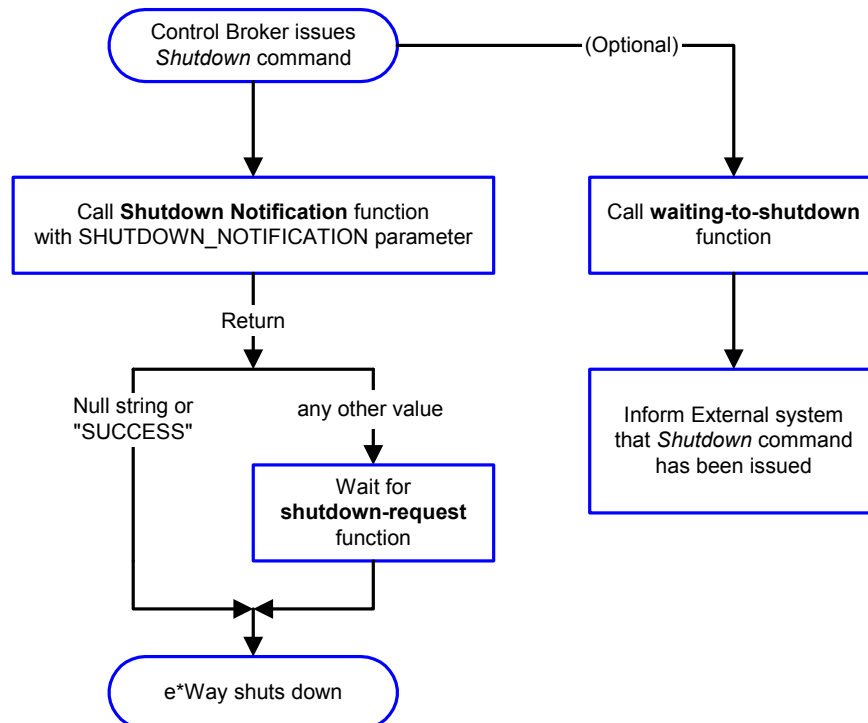 Control Broker issues
Shutdown command
(Optional)
Call Shutdown Notification function
with SHUTDOWN_NOTIFICATION parameter
Call waiting-to-shutdown
function
Return
Null string or
"SUCCESS"
any other value
Inform External system
that Shutdown command
has been issued
Wait for
shutdown-request
function
e*Way shuts down